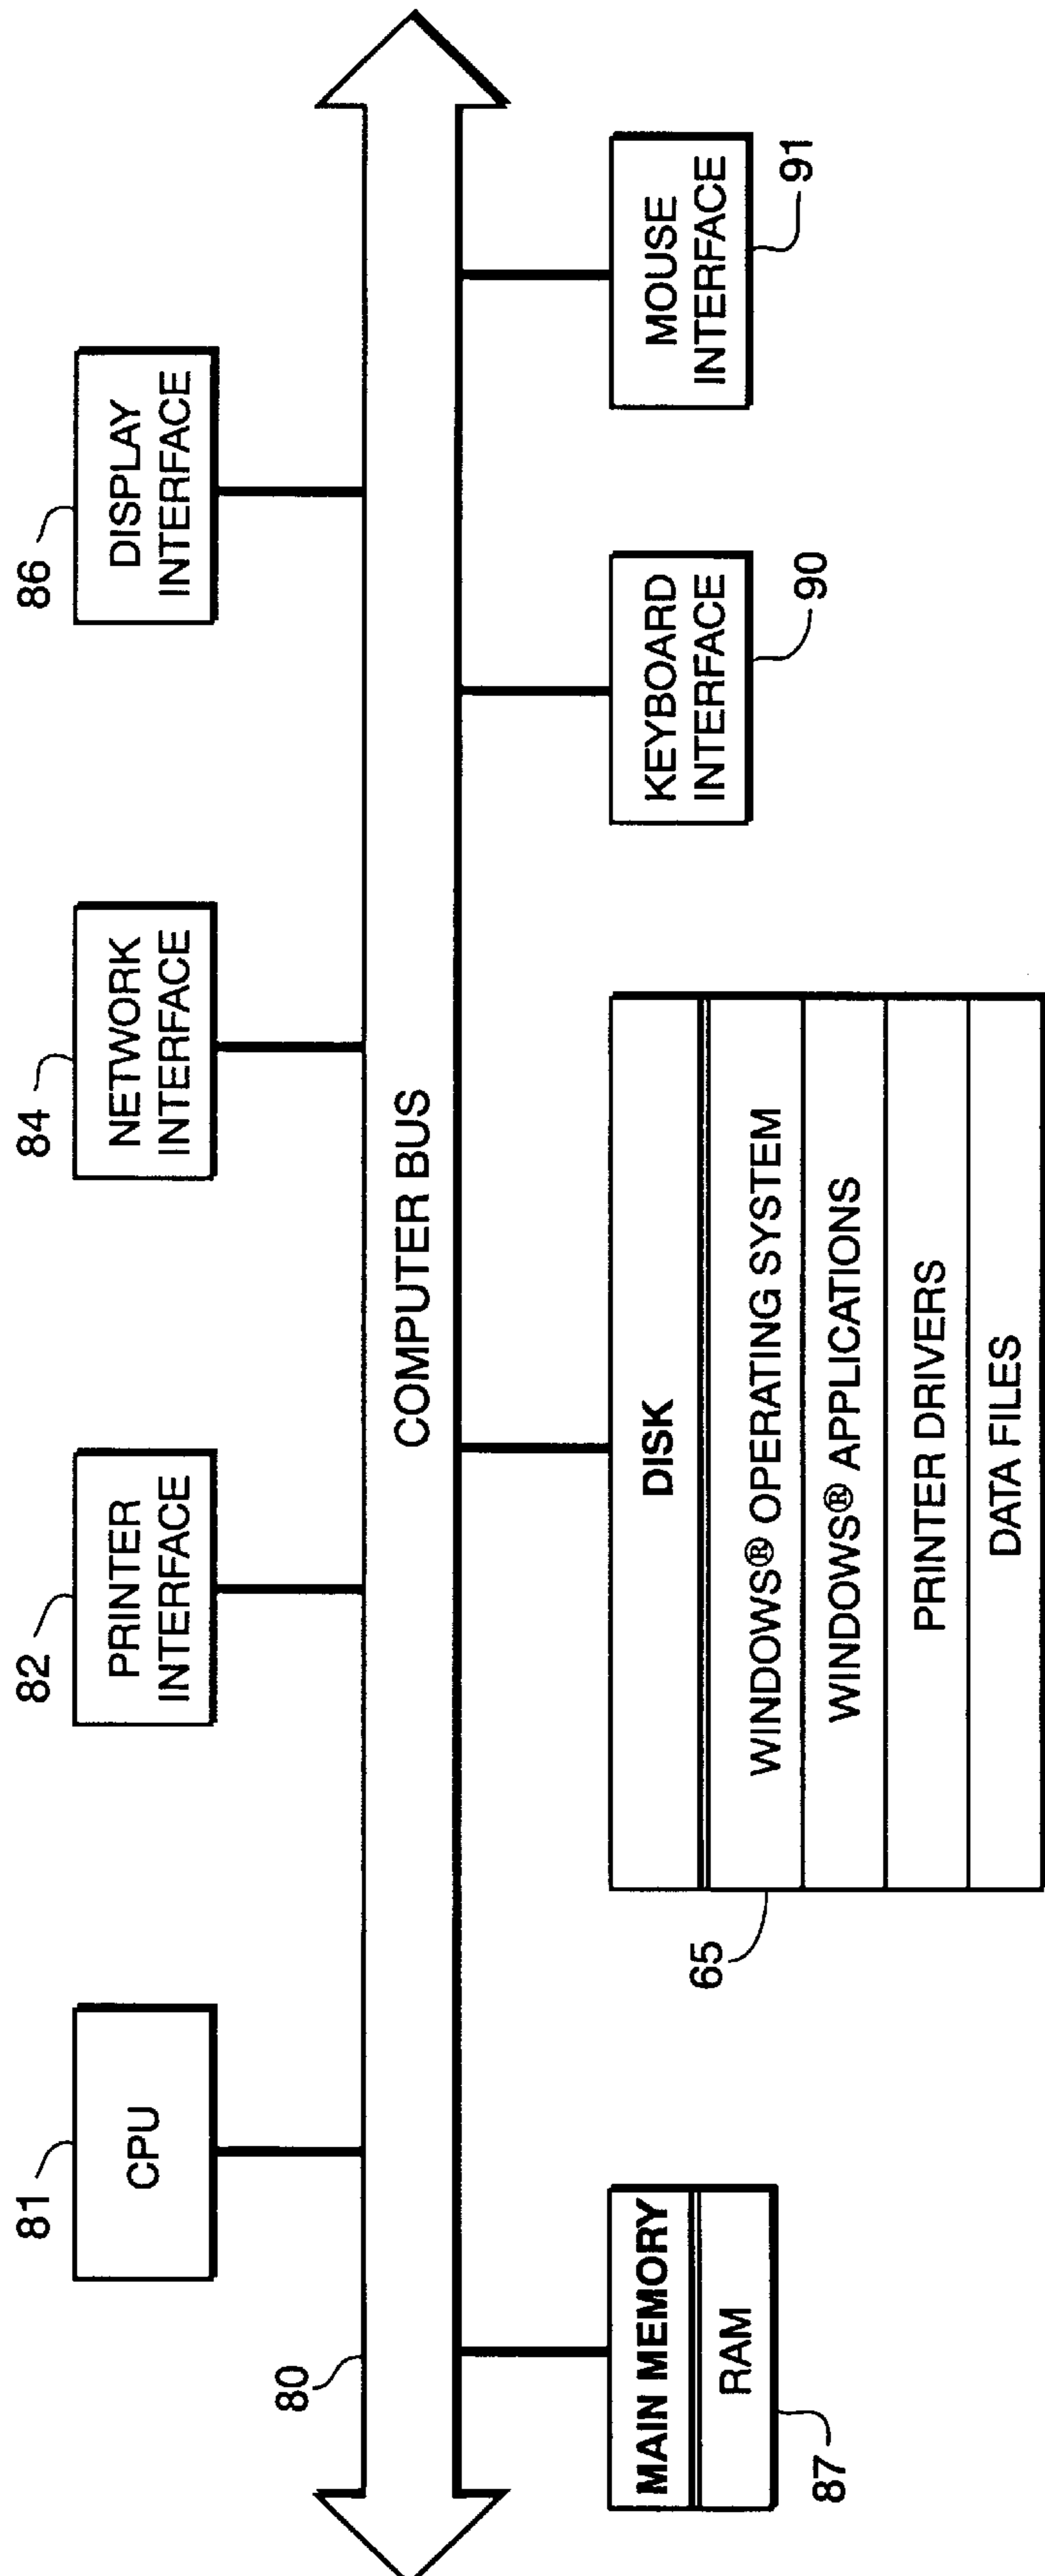 81
CPU
82
PRINTER
INTERFACE
84
NETWORK
INTERFACE
86
DISPLAY
INTERFACE
80
COMPUTER BUS
MAIN MEMORY
RAM
87
65
DISK
WINDOWS® OPERATING SYSTEM
WINDOWS® APPLICATIONS
PRINTER DRIVERS
DATA FILES
KEYBOARD
INTERFACE
90
MOUSE
INTERFACE
91